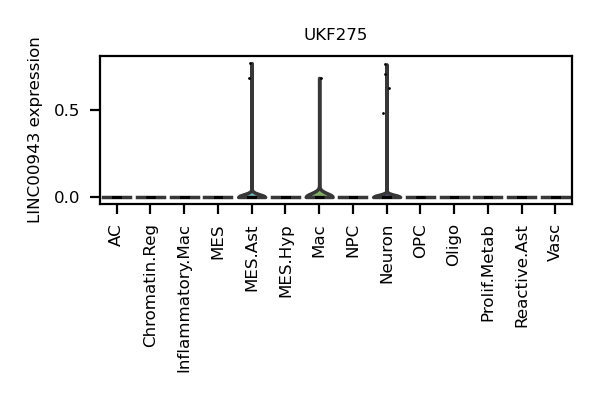 UKF275
LINC00943 expression
0.5
0.0
AC
Chromatin.Reg
Inflammatory.Mac
MES
MES.Ast
MES.Hyp
Mac
NPC
Neuron
OPC
Oligo
Prolif.Metab
Reactive.Ast
Vasc